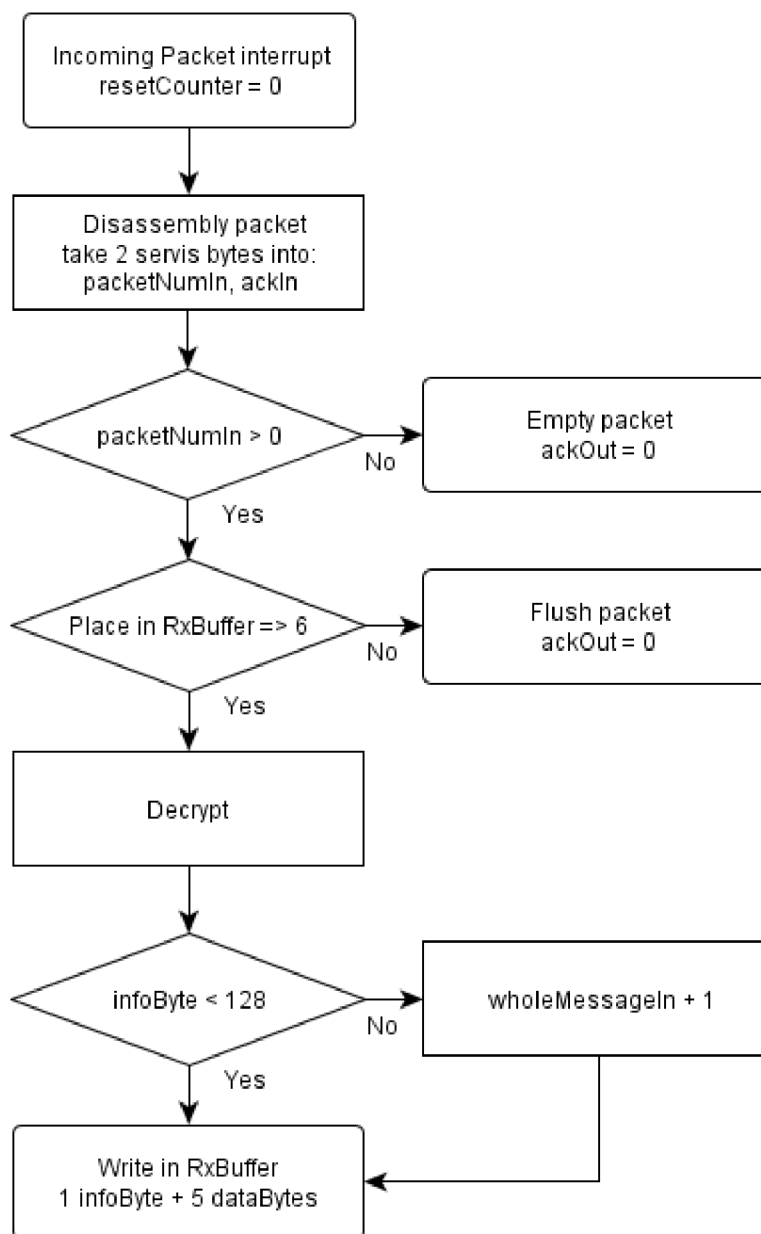 Incoming Packet interrupt
resetCounter = 0
Disassembly packet
take 2 servis bytes into:
packetNumIn, ackIn
packetNumIn > 0
No
Empty packet
ackOut = 0
Yes
Place in RxBuffer => 6
No
Flush packet
ackOut = 0
Yes
Decrypt
infoByte < 128
No
wholeMessageIn + 1
Yes
Write in RxBuffer
1 infoByte + 5 dataBytes